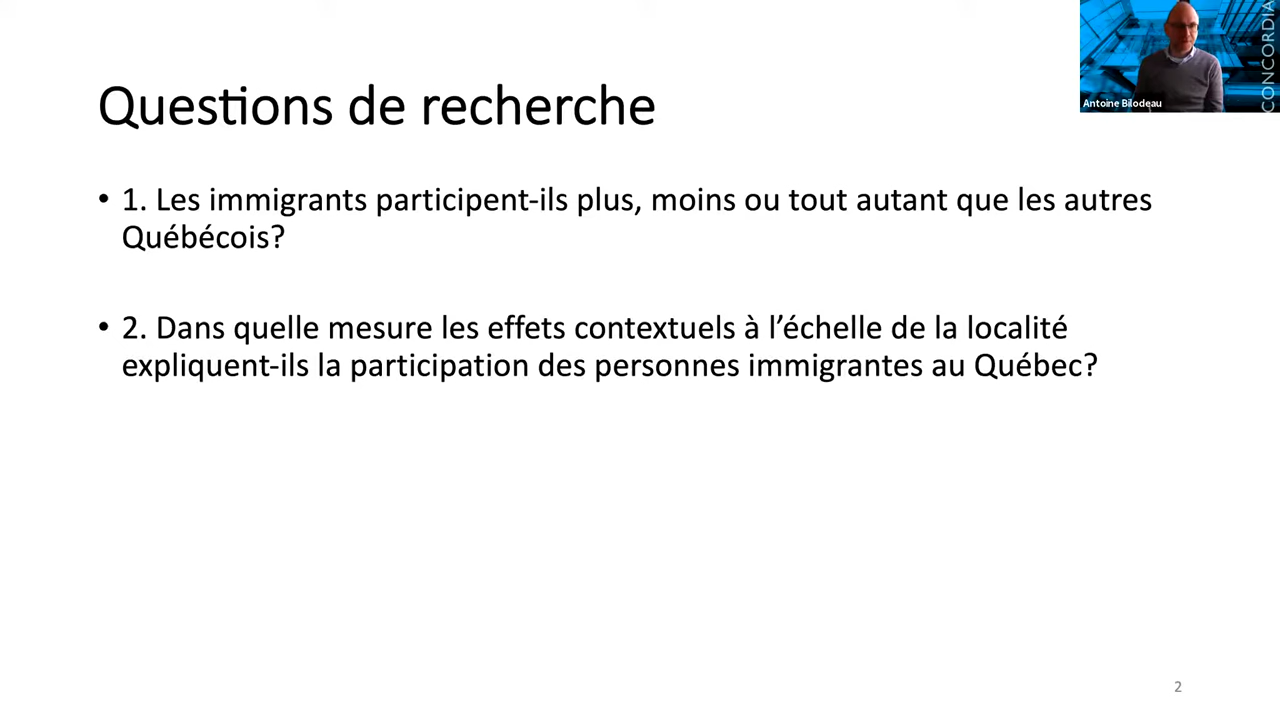 CONCORDIA
Antoine Bilodeau
Questions de recherche
• 1. Les immigrants participent-ils plus, moins ou tout autant que les autres
Québécois?
• 2. Dans quelle mesure les effets contextuels à l’échelle de la localité
expliquent-ils la participation des personnes immigrantes au Québec?
2